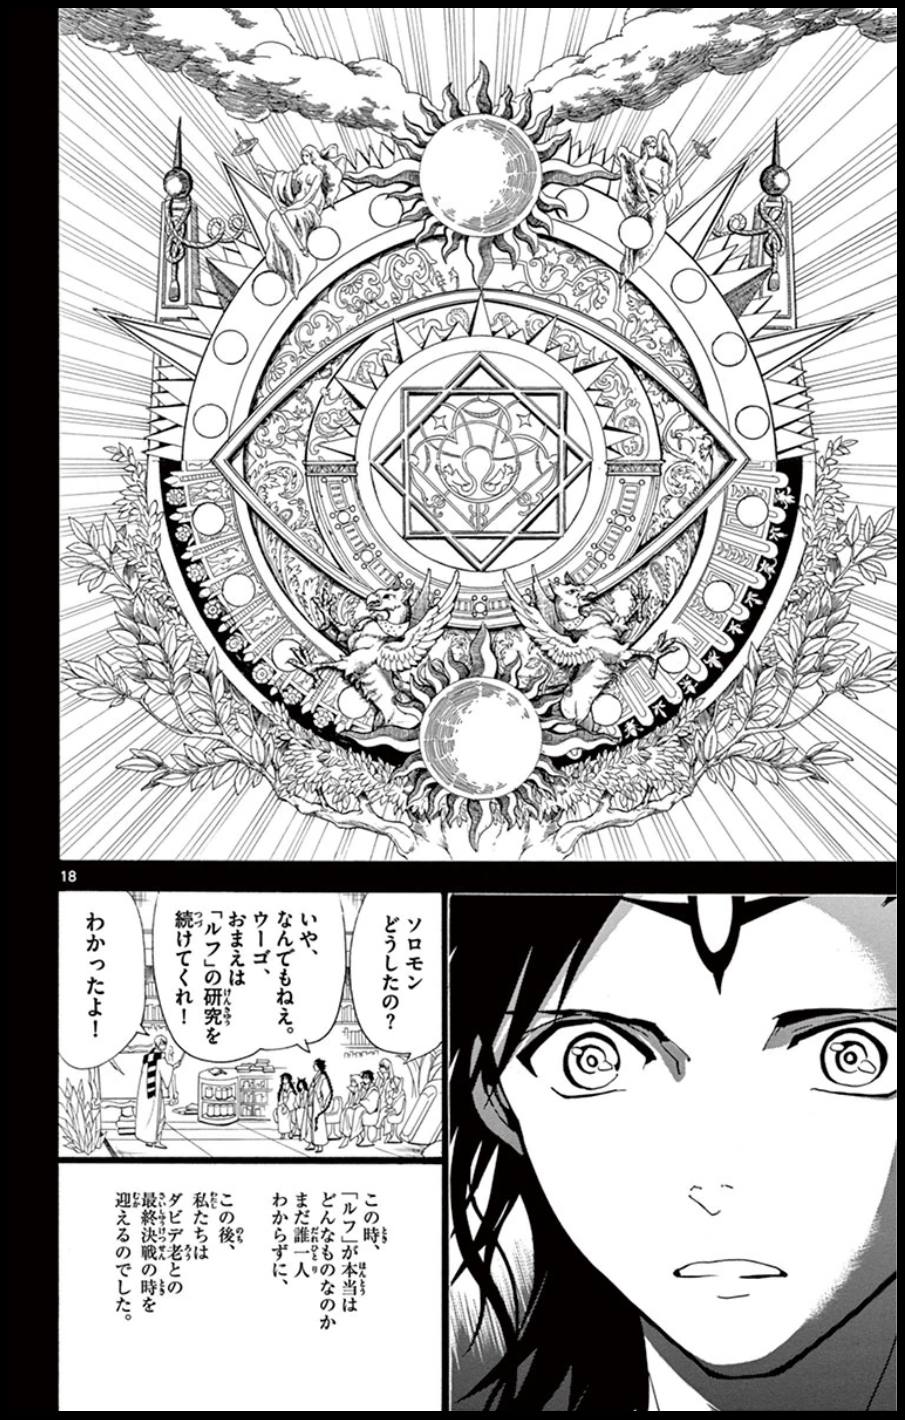 18
ソロモン
どうしたの？
いや、
なんでもねえ。
ウーゴ、
おまえは
「ルフ」の研究を
続けてくれ！
わかったよ！
この時、
「ルフ」が本当は
どんなものなのか
まだ誰一人
わからずに、
この後、
私たちは
ダビデ老との
最終決戦の時を
迎えるのでした。